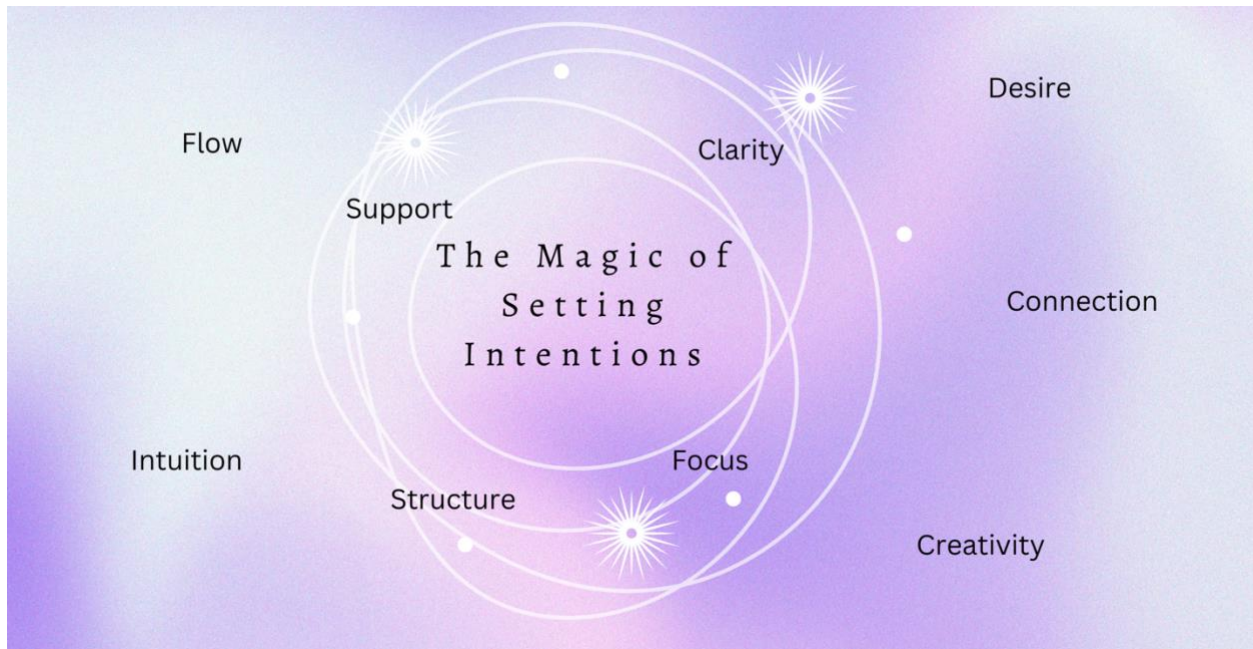 Desire
Flow
Clarity
Support
The Magic of
Setting
Intentions
Connection
Intuition
Focus
Structure
Creativity